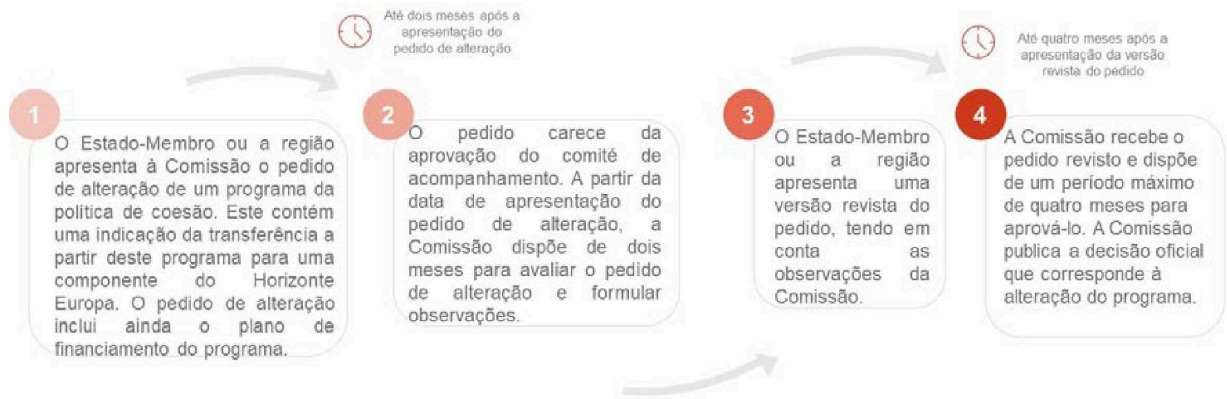 Até dois meses após a
apresentação do
pedido de alteração
Até quatro meses após a
apresentação da versão
revista do pedido
1
O Estado-Membro ou a região
apresenta à Comissão o pedido
de alteração de um programa da
política de coesão. Este contém
uma indicação da transferência a
partir deste programa para uma
componente do Horizonte
Europa. O pedido de alteração
inclui ainda o plano de
financiamento do programa.
2
O pedido carece da
aprovação do comité de
acompanhamento. A partir da
data de apresentação do
pedido de alteração, a
Comissão dispõe de dois
meses para avaliar o pedido
de alteração e formular
observações.
3
O Estado-Membro
ou a região
apresenta uma
versão revista do
pedido, tendo em
conta as
observações da
Comissão.
4
A Comissão recebe o
pedido revisto e dispõe
de um período máximo
de quatro meses para
aprová-lo. A Comissão
publica a decisão oficial
que corresponde à
alteração do programa.